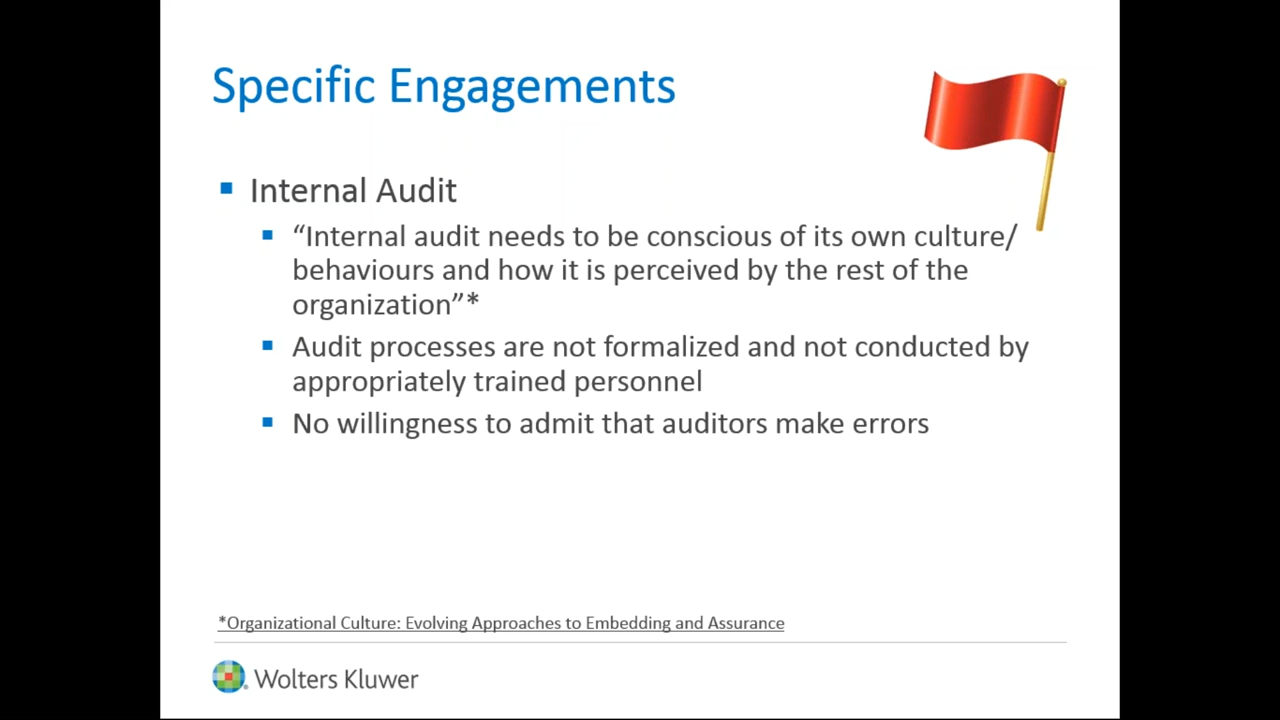 Specific Engagements
Internal Audit
“Internal audit needs to be conscious of its own culture/
behaviours and how it is perceived by the rest of the
organization”*
Audit processes are not formalized and not conducted by
appropriately trained personnel
No willingness to admit that auditors make errors
*Organizational Culture: Evolving Approaches to Embedding and Assurance
Wolters Kluwer